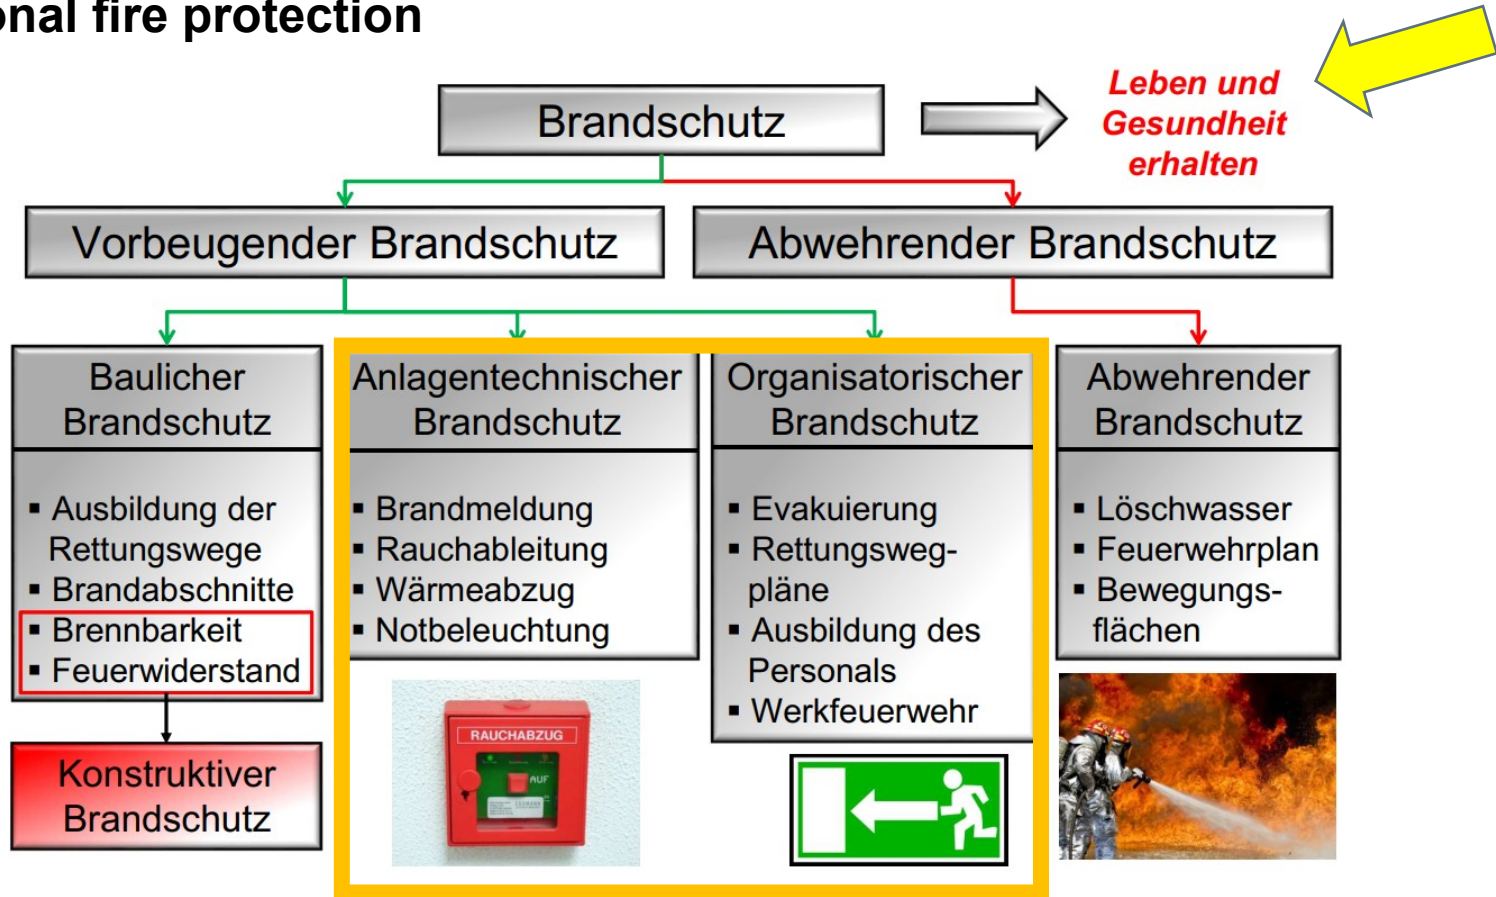 onal fire protection
Brandschutz
Leben und
Gesundheit
erhalten
Vorbeugender Brandschutz
Abwehrender Brandschutz
Baulicher
Brandschutz
▪ Ausbildung der
Rettungswege
▪ Brandabschnitte
▪ Brennbarkeit
▪ Feuerwiderstand
Konstruktiver
Brandschutz
Anlagentechnischer
Brandschutz
▪ Brandmeldung
▪ Rauchableitung
▪ Wärmeabzug
▪ Notbeleuchtung
RAUCHABZUG
AUF
Organisatorischer
Brandschutz
▪ Evakuierung
▪ Rettungsweg-
pläne
▪ Ausbildung des
Personals
▪ Werkfeuerwehr
Abwehrender
Brandschutz
▪ Löschwasser
▪ Feuerwehrplan
▪ Bewegungs-
flächen